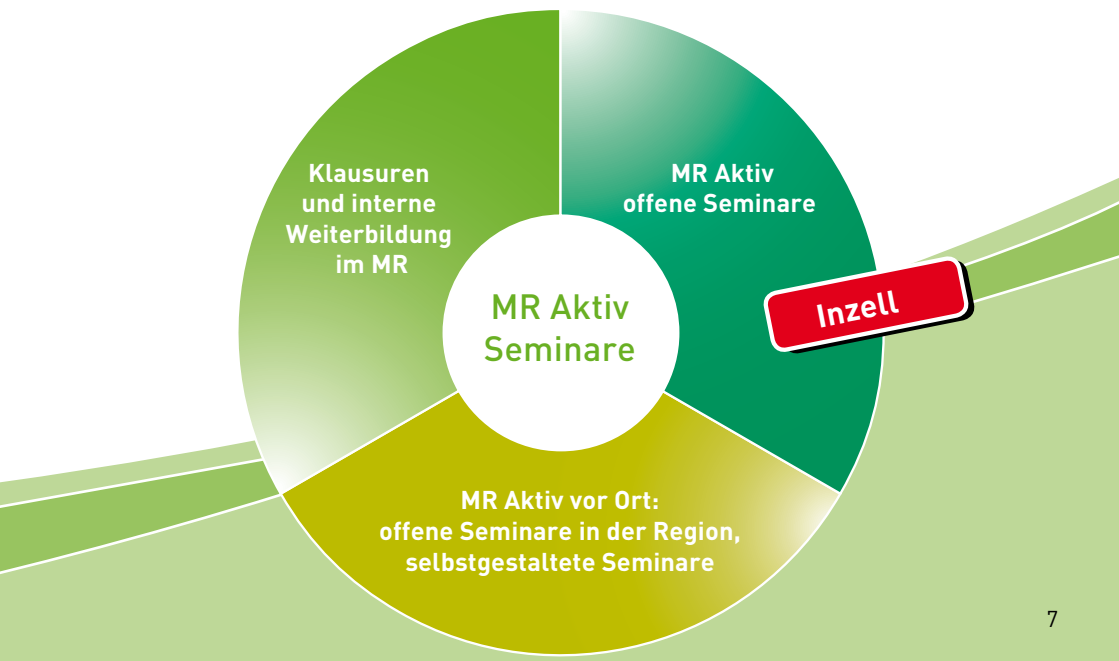 Klausuren
und interne
Weiterbildung
im MR
MR Aktiv
offene Seminare
Inzell
MR Aktiv
Seminare
MR Aktiv vor Ort:
offene Seminare in der Region,
selbstgestaltete Seminare
7